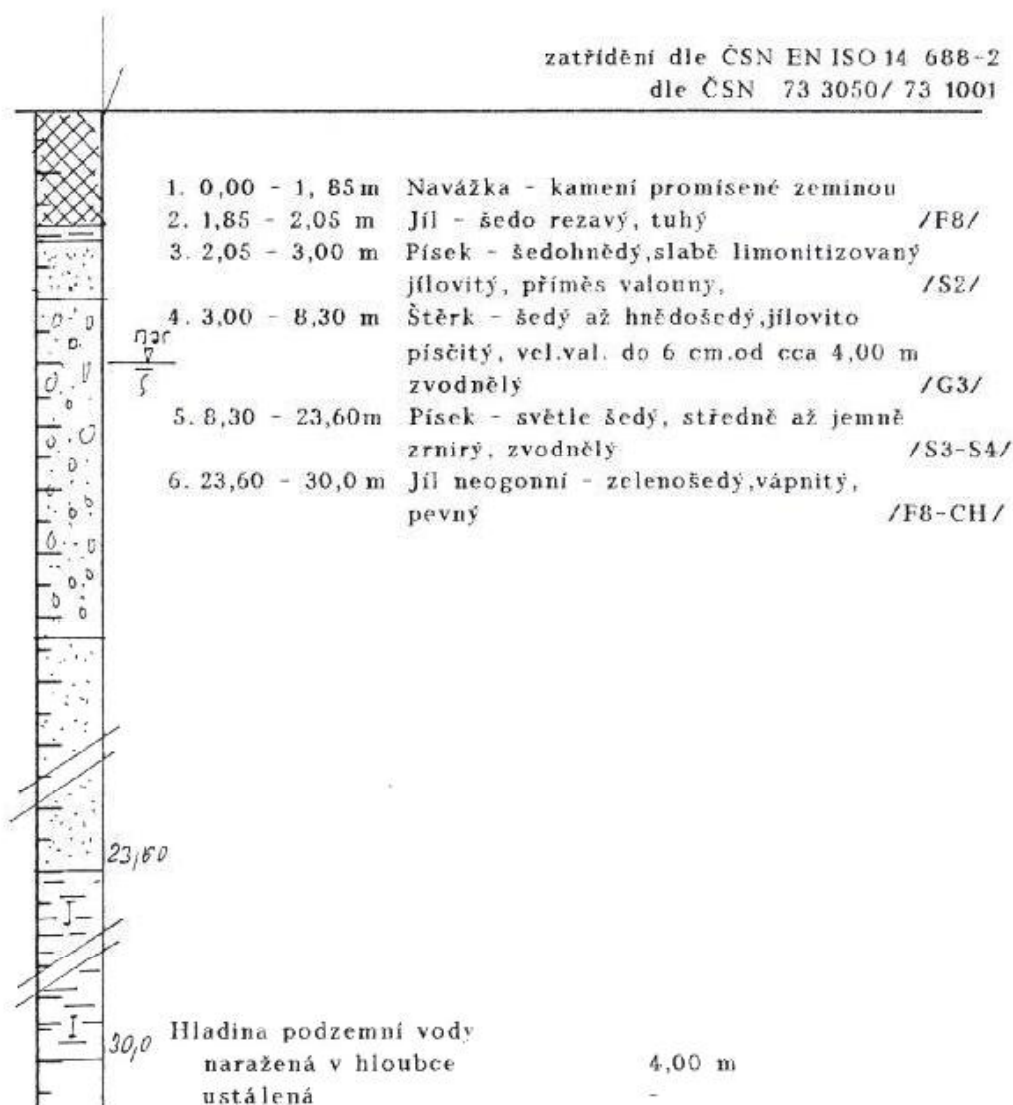 zatřídění dle ČSN EN ISO 14 688-2
dle ČSN 73 3050/ 73 1001
1. 0,00 - 1, 85 m Navážka - kamení promísené zeminou
2. 1,85 - 2,05 m Jíl - šedo rezavý, tuhý /F8/
3. 2,05 - 3,00 m Písek - šedohnědý,slabě limonitizovaný
jílovitý, příměs valouny, /S2/
4. 3,00 - 8,30 m Štěrk - šedý až hnědošedý,jílovito
nar
písčitý, vel.val. do 6 cm.od cca 4,00 m
zvodnělý /G3/
5. 8,30 - 23,60m Písek - světle šedý, středně až jemně
zrnirý, zvodnělý /S3-S4/
6. 23,60 - 30,0 m Jíl neogonní - zelenošedý,vápnitý,
pevný /F8-CH/
23,60
30,0 Hladina podzemní vody
naražená v hloubce 4,00 m
ustálená -